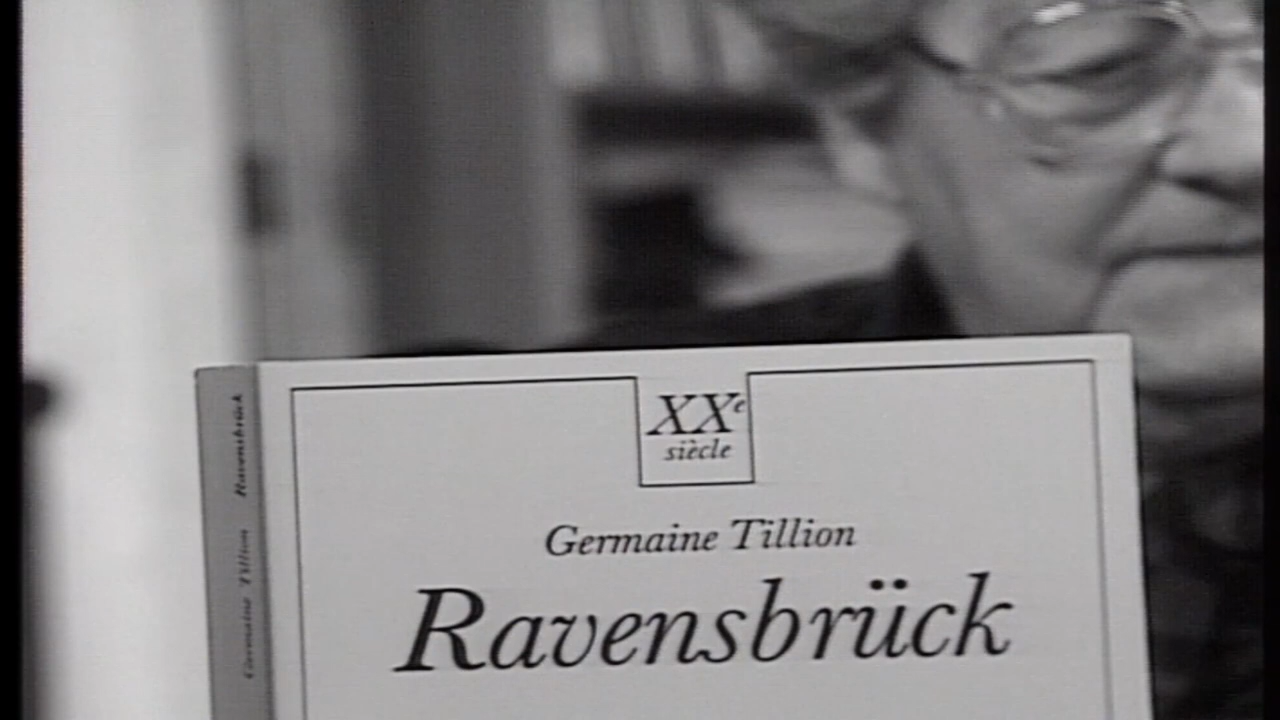 XXe
siècle
Germaine Tillion
Ravensbrück
Germaine Tillion Ravensbrück